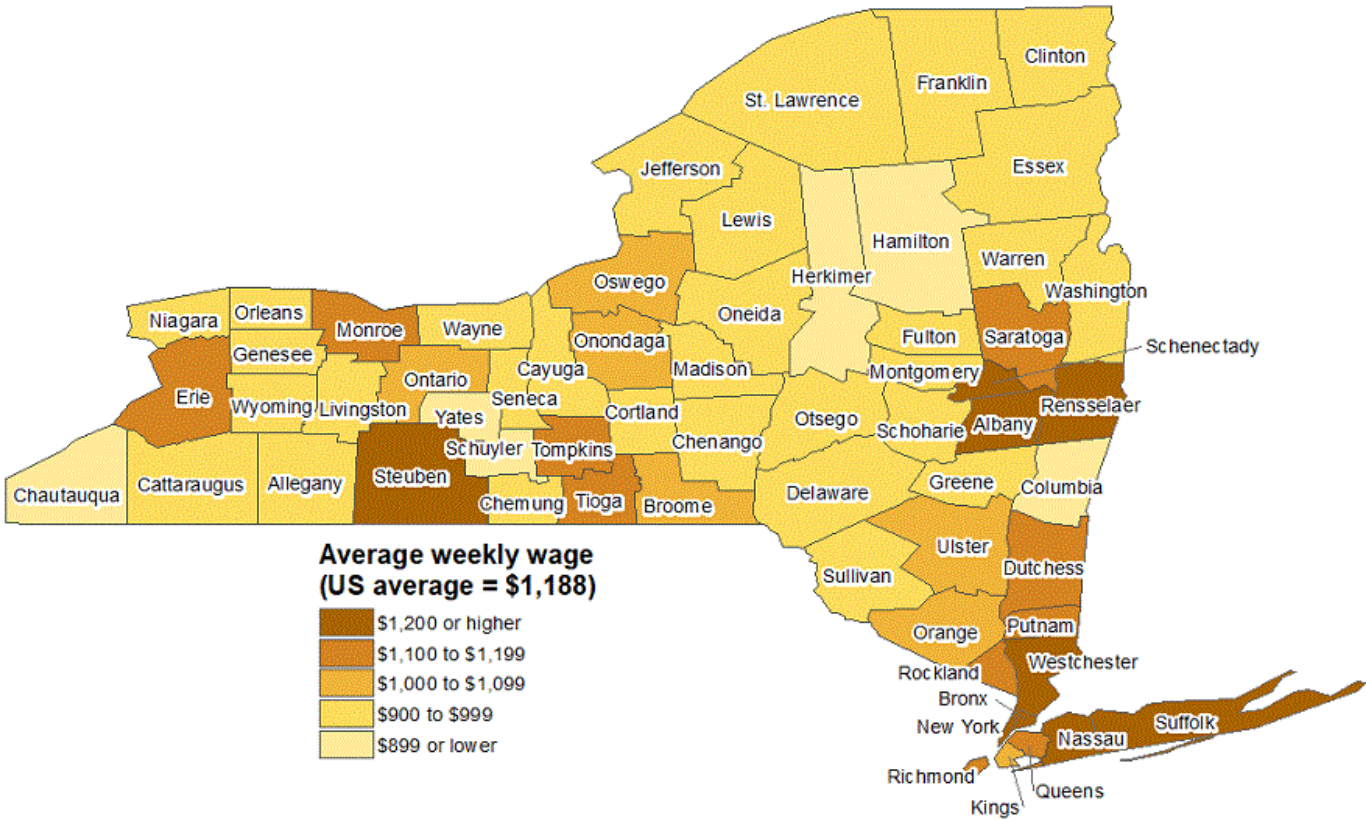 Clinton
Franklin
St. Lawrence
Essex
Jefferson
Lewis
Hamilton
Warren
Herkimer
Oswego
Washington
Orleans
Oneida
Niagara
Monroe
Wayne
Fulton
Saratoga
Onondaga
Schenectady
Genesee
Cayuga
Madison
Montgomery
Ontario
Erie
Seneca
Wyoming
Livingston
Yates
Cortland
Otsego
Rensselaer
Albany
Schoharie
Chenango
Schuyler
Tompkins
Steuben
Chautauqua
Cattaraugus
Allegany
Greene
Columbia
Delaware
Chemung
Tioga
Broome
Ulster
Average weekly wage
(US average = $1,188)
Dutchess
Sullivan
$1,200 or higher
Putnam
Orange
$1,100 to $1,199
Westchester
Rockland
$1,000 to $1,099
Bronx
$900 to $999
New York
Suffolk
Nassau
$899 or lower
Richmond
Queens
Kings